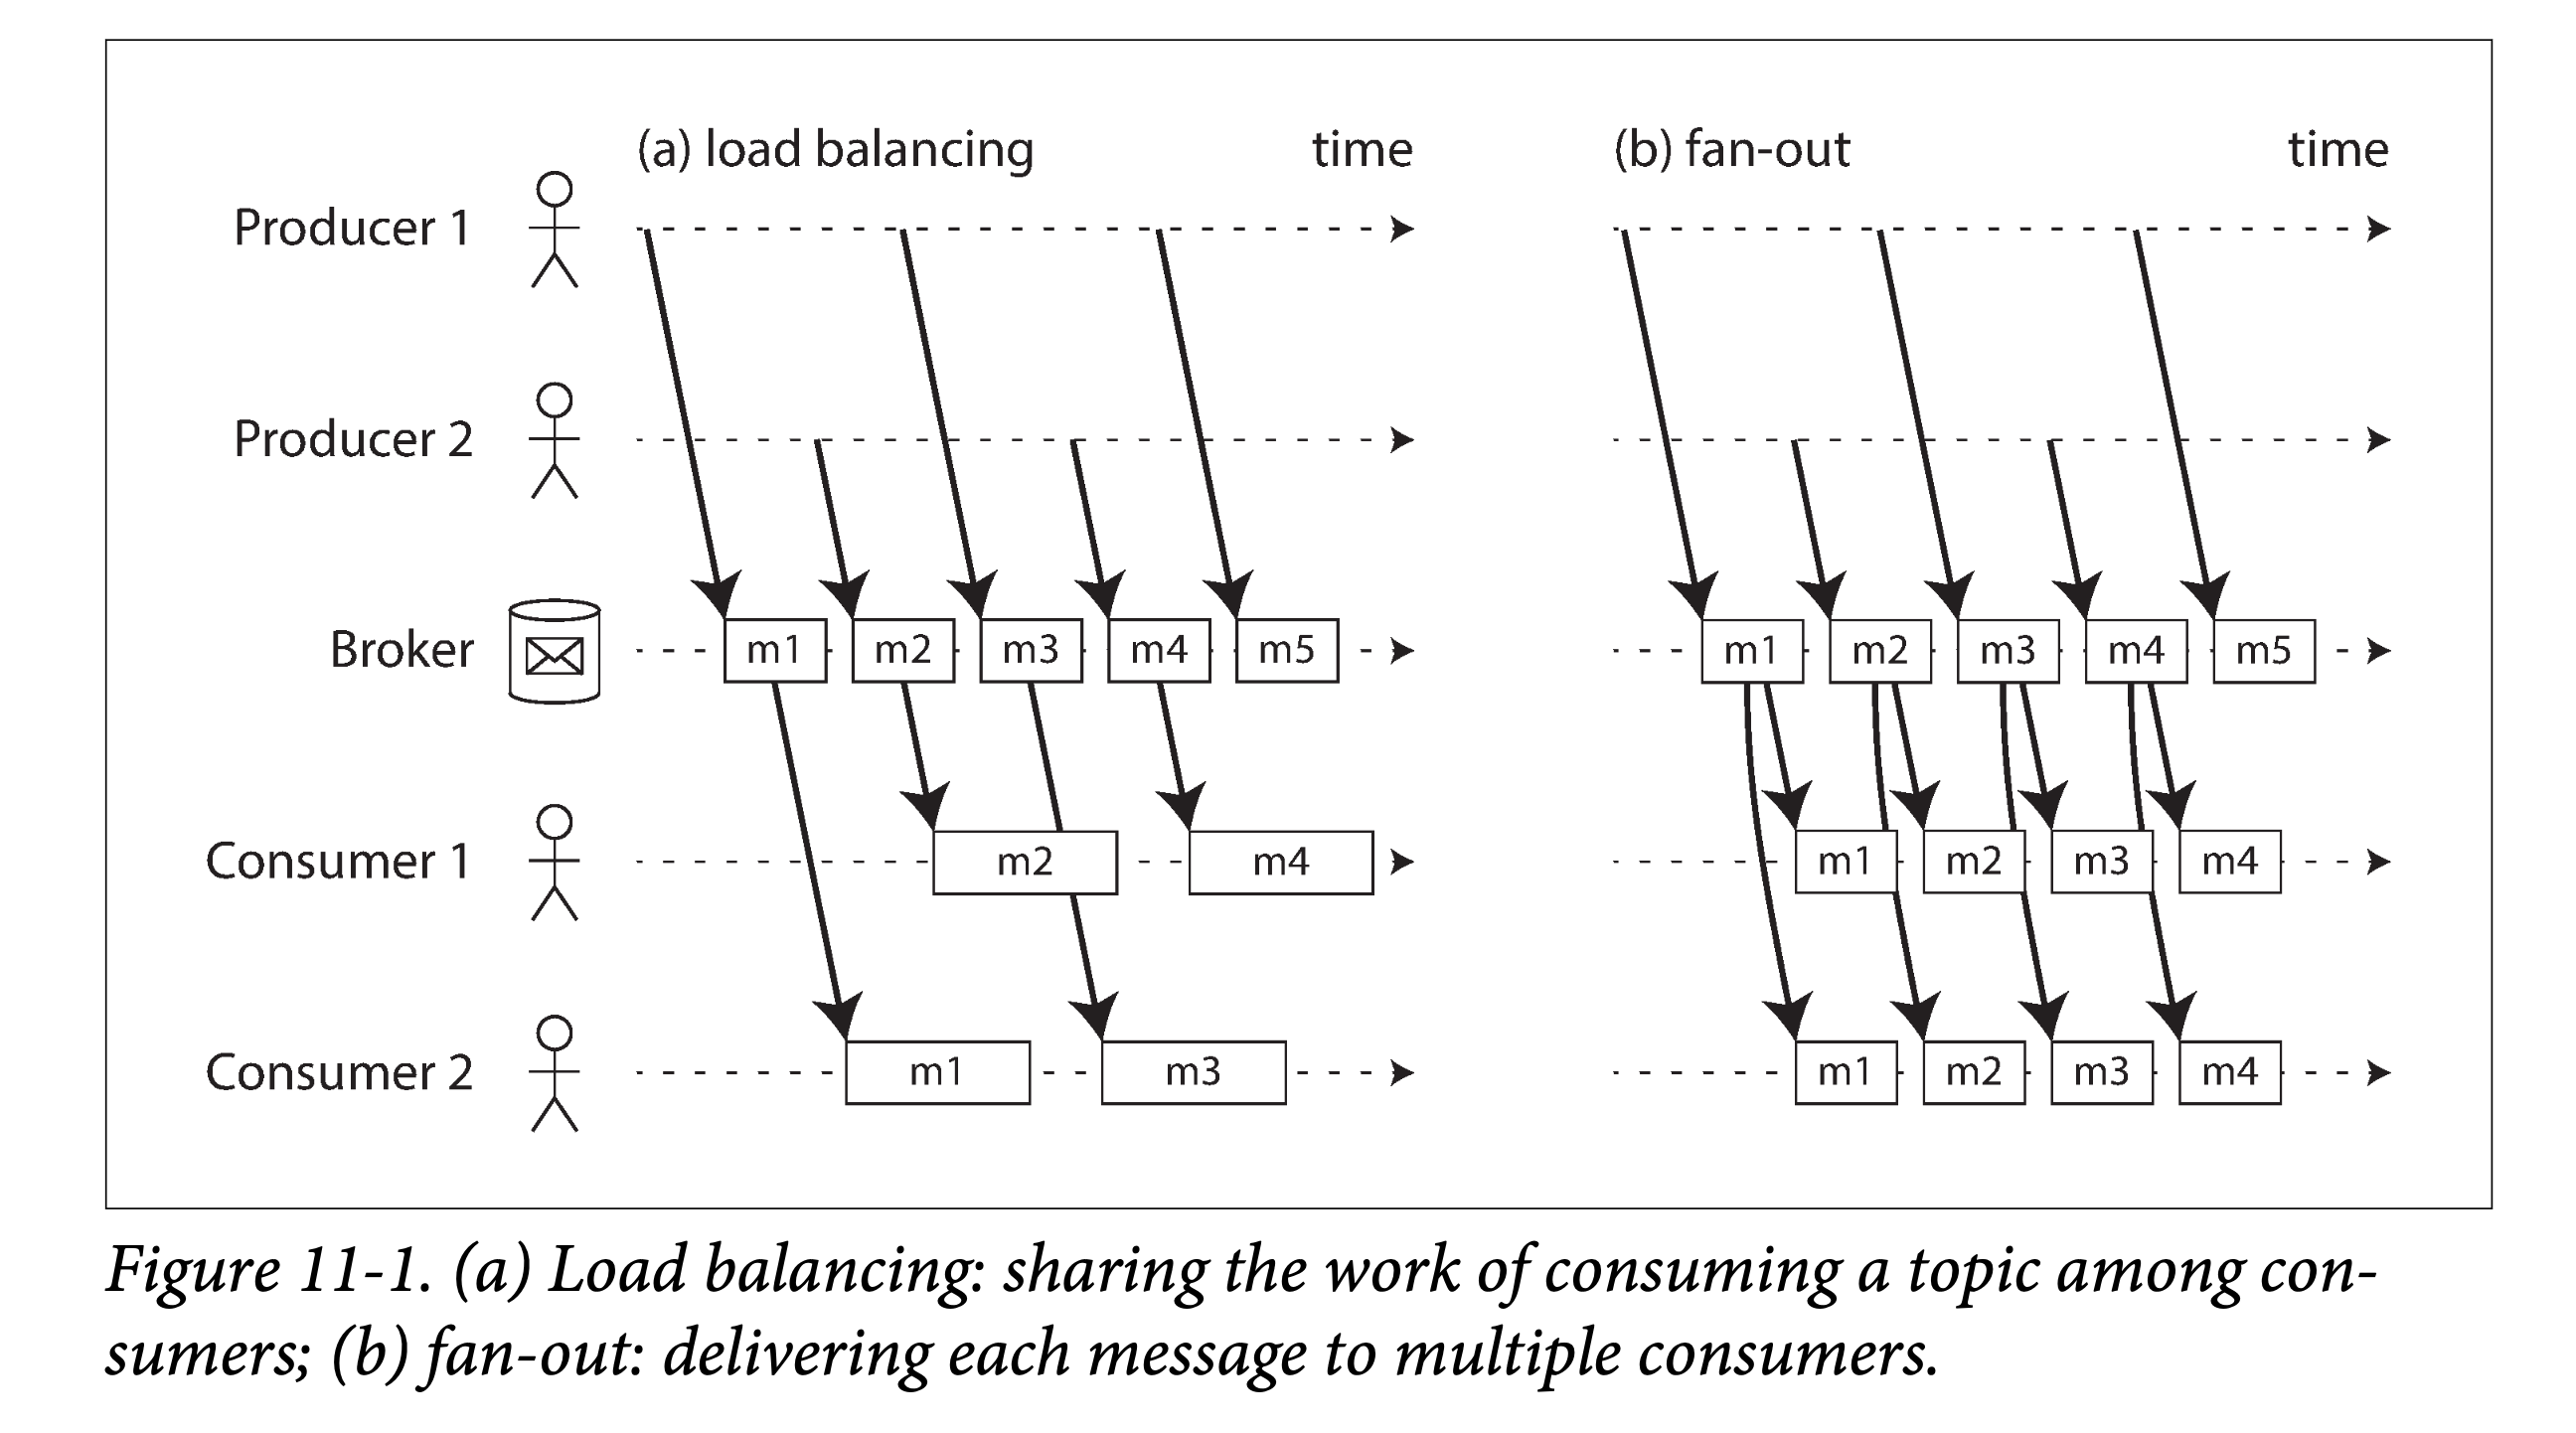 (a) load balancing time (b) fan-out time
Producer 1
Producer 2
Broker m1 m2 m3 m4 m5 m1 m2 m3 m4 m5
Consumer 1 m2 m4 m1 m2 m3 m4
Consumer 2 m1 m3 m1 m2 m3 m4
Figure 11-1. (a) Load balancing: sharing the work of consuming a topic among con-
sumers; (b) fan-out: delivering each message to multiple consumers.